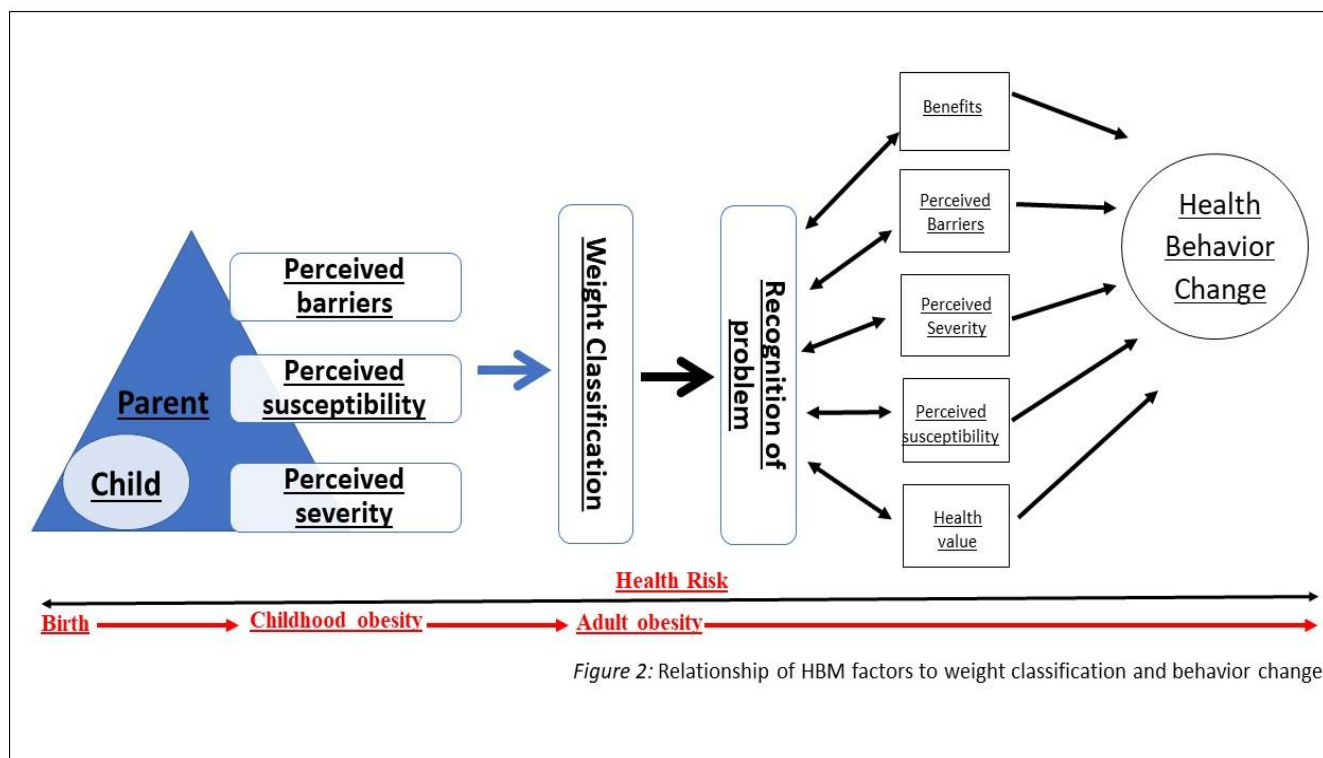 Parent
Child
Perceived
barriers
Perceived
susceptibility
Perceived
severity
Weight Classification
Recognition of
problem
Benefits
Perceived
Barriers
Perceived
Severity
Perceived
susceptibility
Health
value
Health
Behavior
Change
Health Risk
Birth
Childhood obesity
Adult obesity
Figure 2: Relationship of HBM factors to weight classification and behavior change